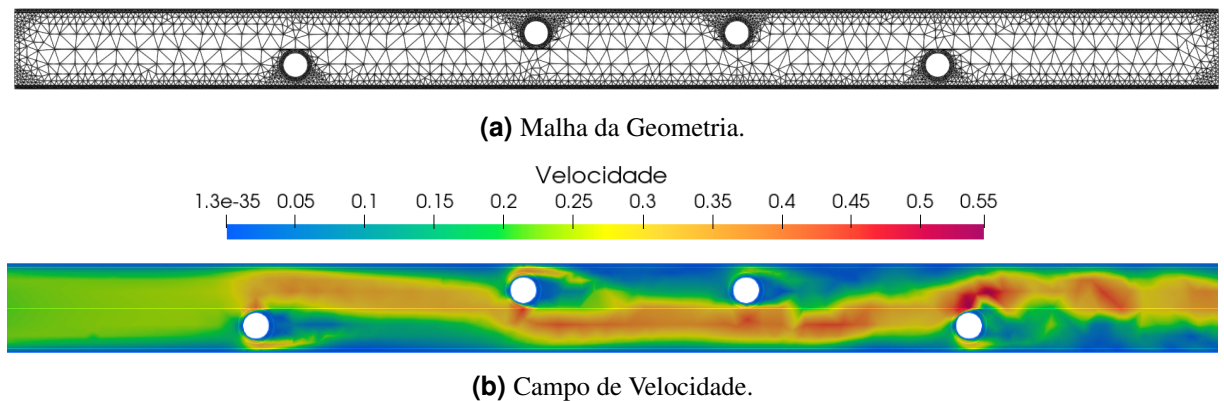 (a) Malha da Geometria.
Velocidade
1.3e-35 0.05 0.1 0.15 0.2 0.25 0.3 0.35 0.4 0.45 0.5 0.55
(b) Campo de Velocidade.